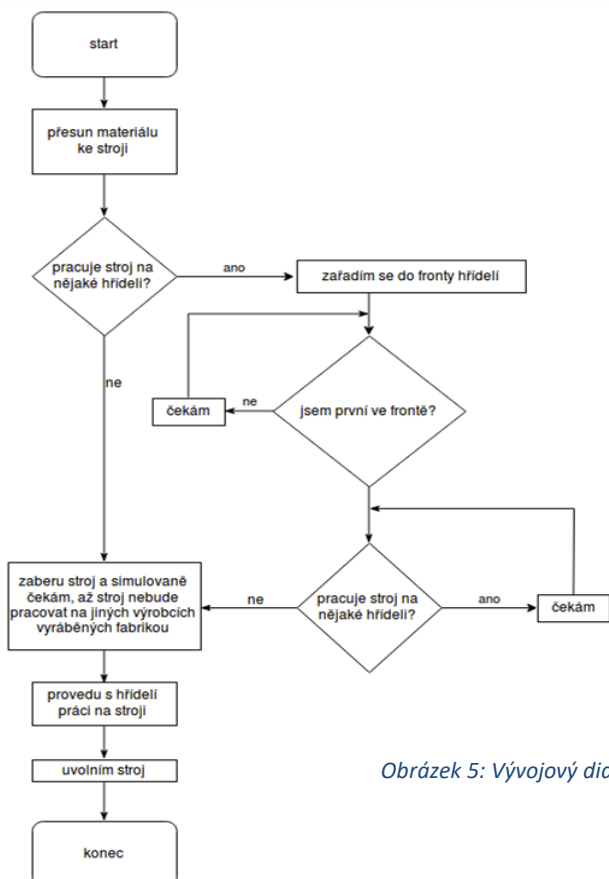 start
přesun materiálu
ke stroji
pracuje stroj na
nějaké hřídeli?
ano
zařadím se do fronty hřídelí
ne
čekám
ne
jsem první ve frontě?
zaberu stroj a simulovaně
čekám, až stroj nebude
pracovat na jiných výrobcích
vyráběných fabrikou
ne
pracuje stroj na
nějaké hřídeli?
ano
čekám
provedu s hřídelí
práci na stroji
uvolním stroj
Obrázek 5: Vývojový
konec